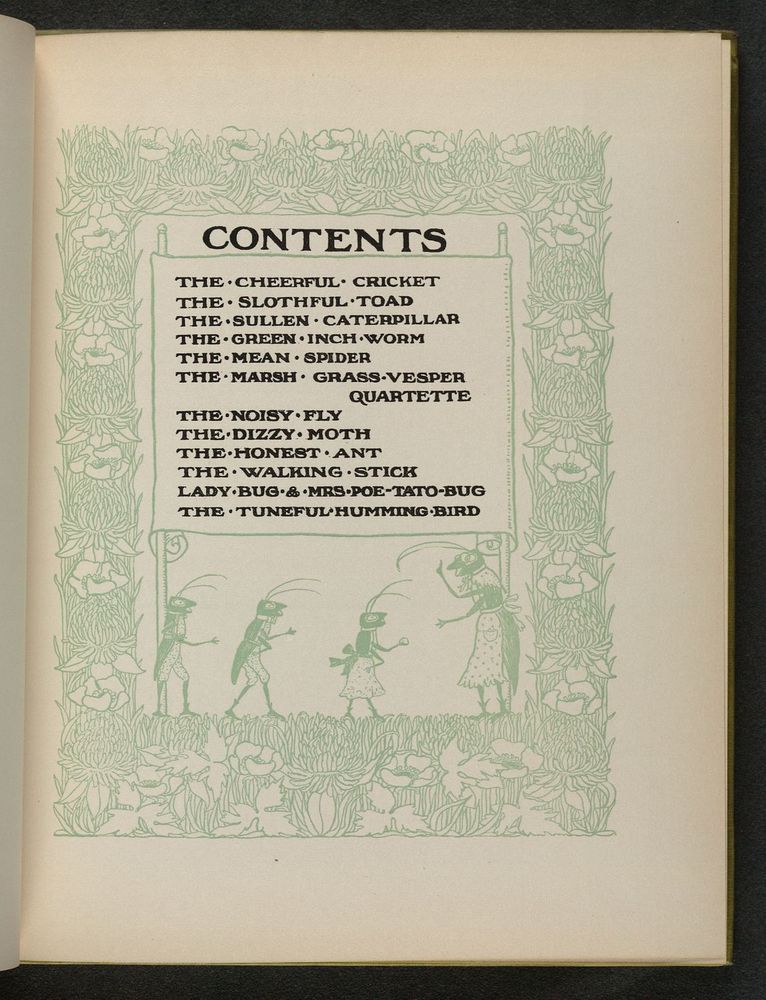 CONTENTS
THE·CHEERFUL·CRICKET
THE·SLOTHFUL·TOAD
THE·SULLEN·CATERPILLAR
THE·GREEN·INCH·WORM
THE·MEAN·SPIDER
THE·MARSH·GRASS·VESPER
QUARTETTE
THE·NOISY·FLY
THE·DIZZY·MOTH
THE·HONEST·ANT
THE·WALKING·STICK
LADY·BUG·&·MRS·POE-TATO-BUG
THE·TUNEFUL·HUMMING·BIRD